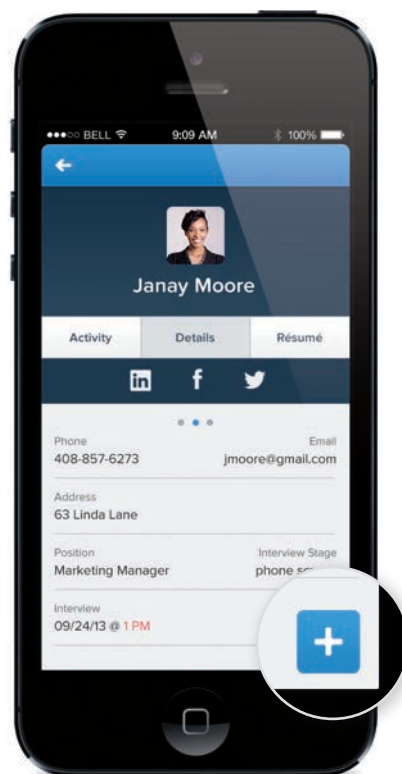 BELL 9:09 AM 100%
Janay Moore
Activity Details Résumé
in f
Phone Email
408-857-6273 jmoore@gmail.com
Address
63 Linda Lane
Position Interview Stage
Marketing Manager phone
Interview
09/24/13 @ 1 PM
+